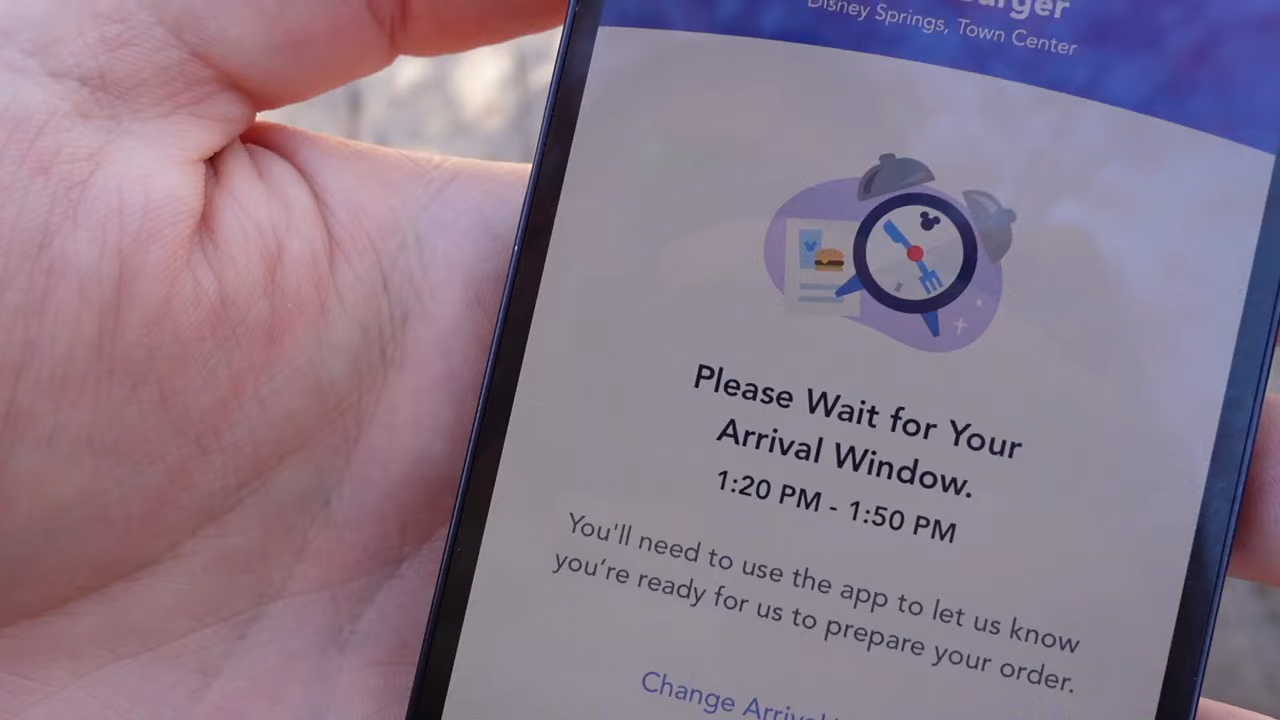 Disney Springs, Town Center
Please Wait for Your
Arrival Window.
1:20 PM - 1:50 PM
You'll need to use the app to let us know
you're ready for us to prepare your order.
Change